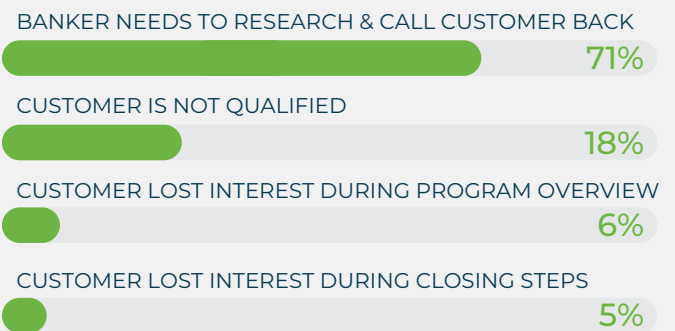 BANKER NEEDS TO RESEARCH & CALL CUSTOMER BACK
71%
CUSTOMER IS NOT QUALIFIED
18%
CUSTOMER LOST INTEREST DURING PROGRAM OVERVIEW
6%
CUSTOMER LOST INTEREST DURING CLOSING STEPS
5%